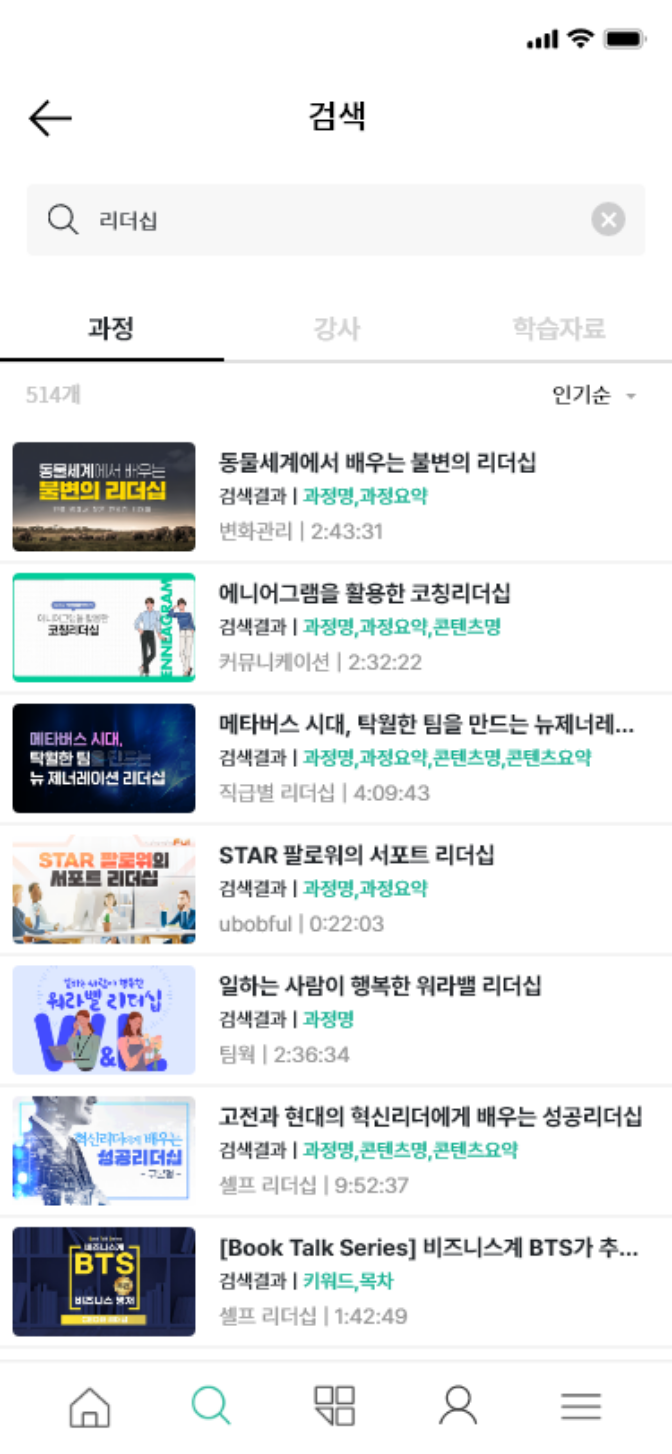 검색
리더십
과정
강사
학습자료
514개
인기순
동물세계에서 배우는
불변의 리더십
동물세계에서 배우는 불변의 리더십
검색결과 | 과정명,과정요약
변화관리 | 2:43:31
에니어그램을 활용한
코칭리더십
ENNEAGRAM
에니어그램을 활용한 코칭리더십
검색결과 | 과정명,과정요약,콘텐츠명
커뮤니케이션 | 2:32:22
메타버스 시대,
탁월한 팀을 만드는
뉴 제너레이션 리더십
메타버스 시대, 탁월한 팀을 만드는 뉴제너레...
검색결과 | 과정명,과정요약,콘텐츠명,콘텐츠요약
직급별 리더십 | 4:09:43
STAR 팔로워의
서포트 리더십
STAR 팔로워의 서포트 리더십
검색결과 | 과정명,과정요약
ubobful | 0:22:03
일하는 사람이 행복한
워라밸 리더십
W&L
일하는 사람이 행복한 워라밸 리더십
검색결과 | 과정명
팀웍 | 2:36:34
혁신리더에게 배우는
성공리더십
고전과 현대의 혁신리더에게 배우는 성공리더십
검색결과 | 과정명,콘텐츠명,콘텐츠요약
셀프 리더십 | 9:52:37
Book Talk Series
비즈니스계
BTS
[Book Talk Series] 비즈니스계 BTS가 추...
검색결과 | 키워드,목차
셀프 리더십 | 1:42:49